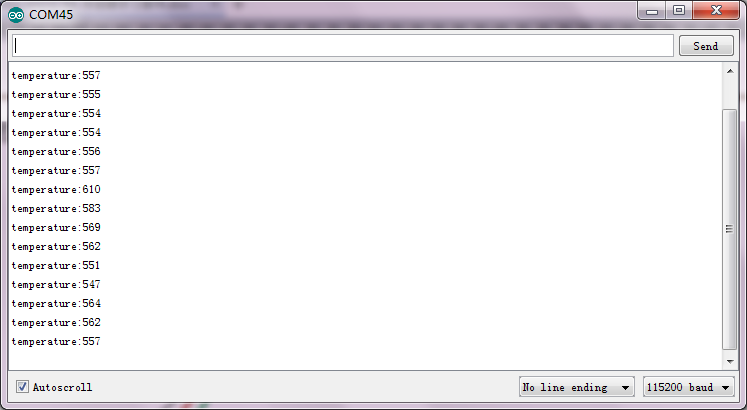 COM45
Send
temperature:557
temperature:555
temperature:554
temperature:554
temperature:556
temperature:557
temperature:610
temperature:583
temperature:569
temperature:562
temperature:551
temperature:547
temperature:564
temperature:562
temperature:557
Autoscroll
No line ending
115200 baud